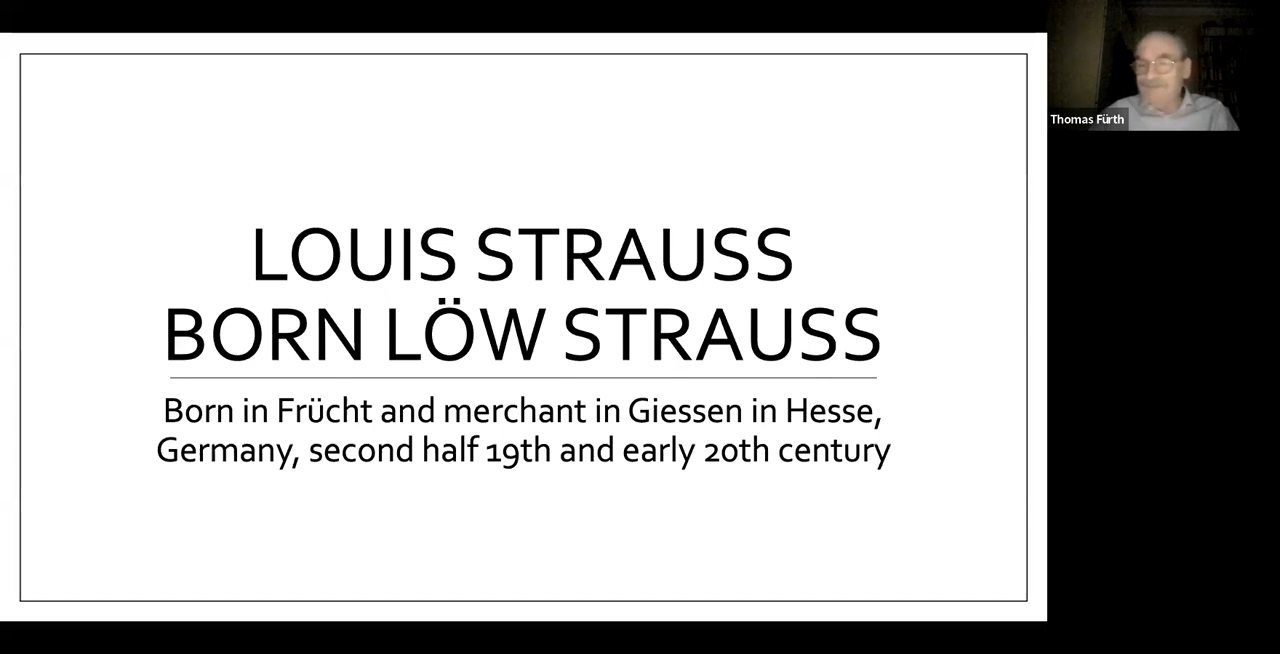 LOUIS STRAUSS
BORN LÖW STRAUSS
Born in Frücht and merchant in Giessen in Hesse,
Germany, second half 19th and early 20th century
Thomas Fürth